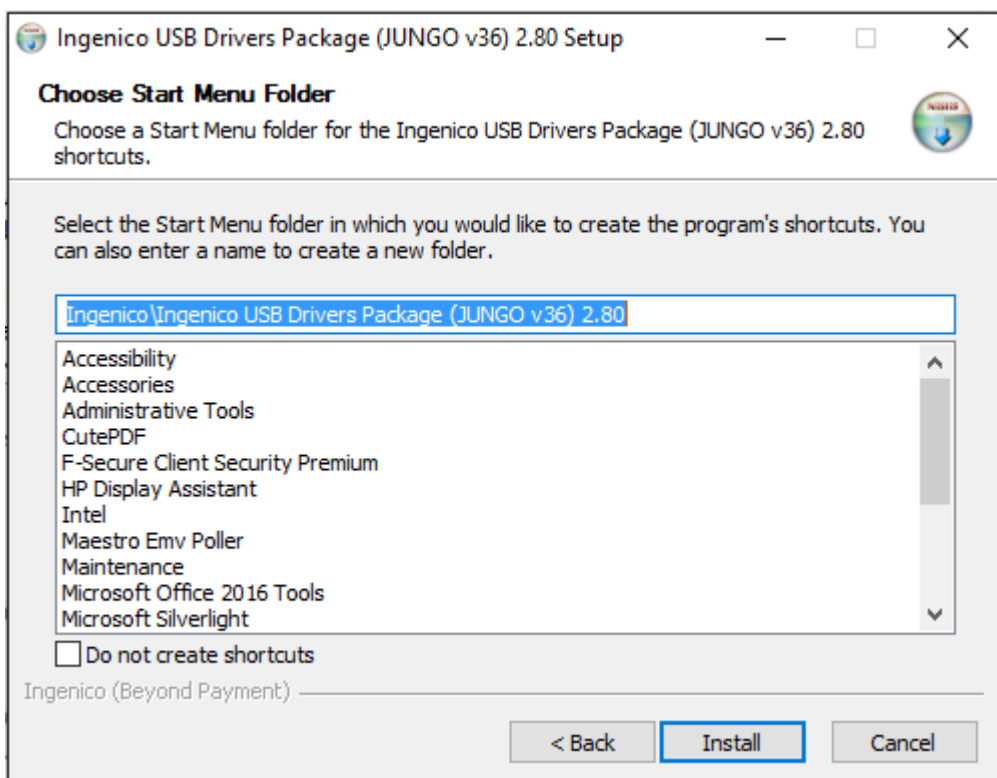 Ingenico USB Drivers Package (JUNGO v36) 2.80 Setup
Choose Start Menu Folder
Choose a Start Menu folder for the Ingenico USB Drivers Package (JUNGO v36) 2.80
shortcuts.
Select the Start Menu folder in which you would like to create the program's shortcuts. You
can also enter a name to create a new folder.
Ingenico\Ingenico USB Drivers Package (JUNGO v36) 2.80
Accessibility
Accessories
Administrative Tools
CutePDF
F-Secure Client Security Premium
HP Display Assistant
Intel
Maestro Emv Poller
Maintenance
Microsoft Office 2016 Tools
Microsoft Silverlight
Do not create shortcuts
Ingenico (Beyond Payment)
< Back
Install
Cancel